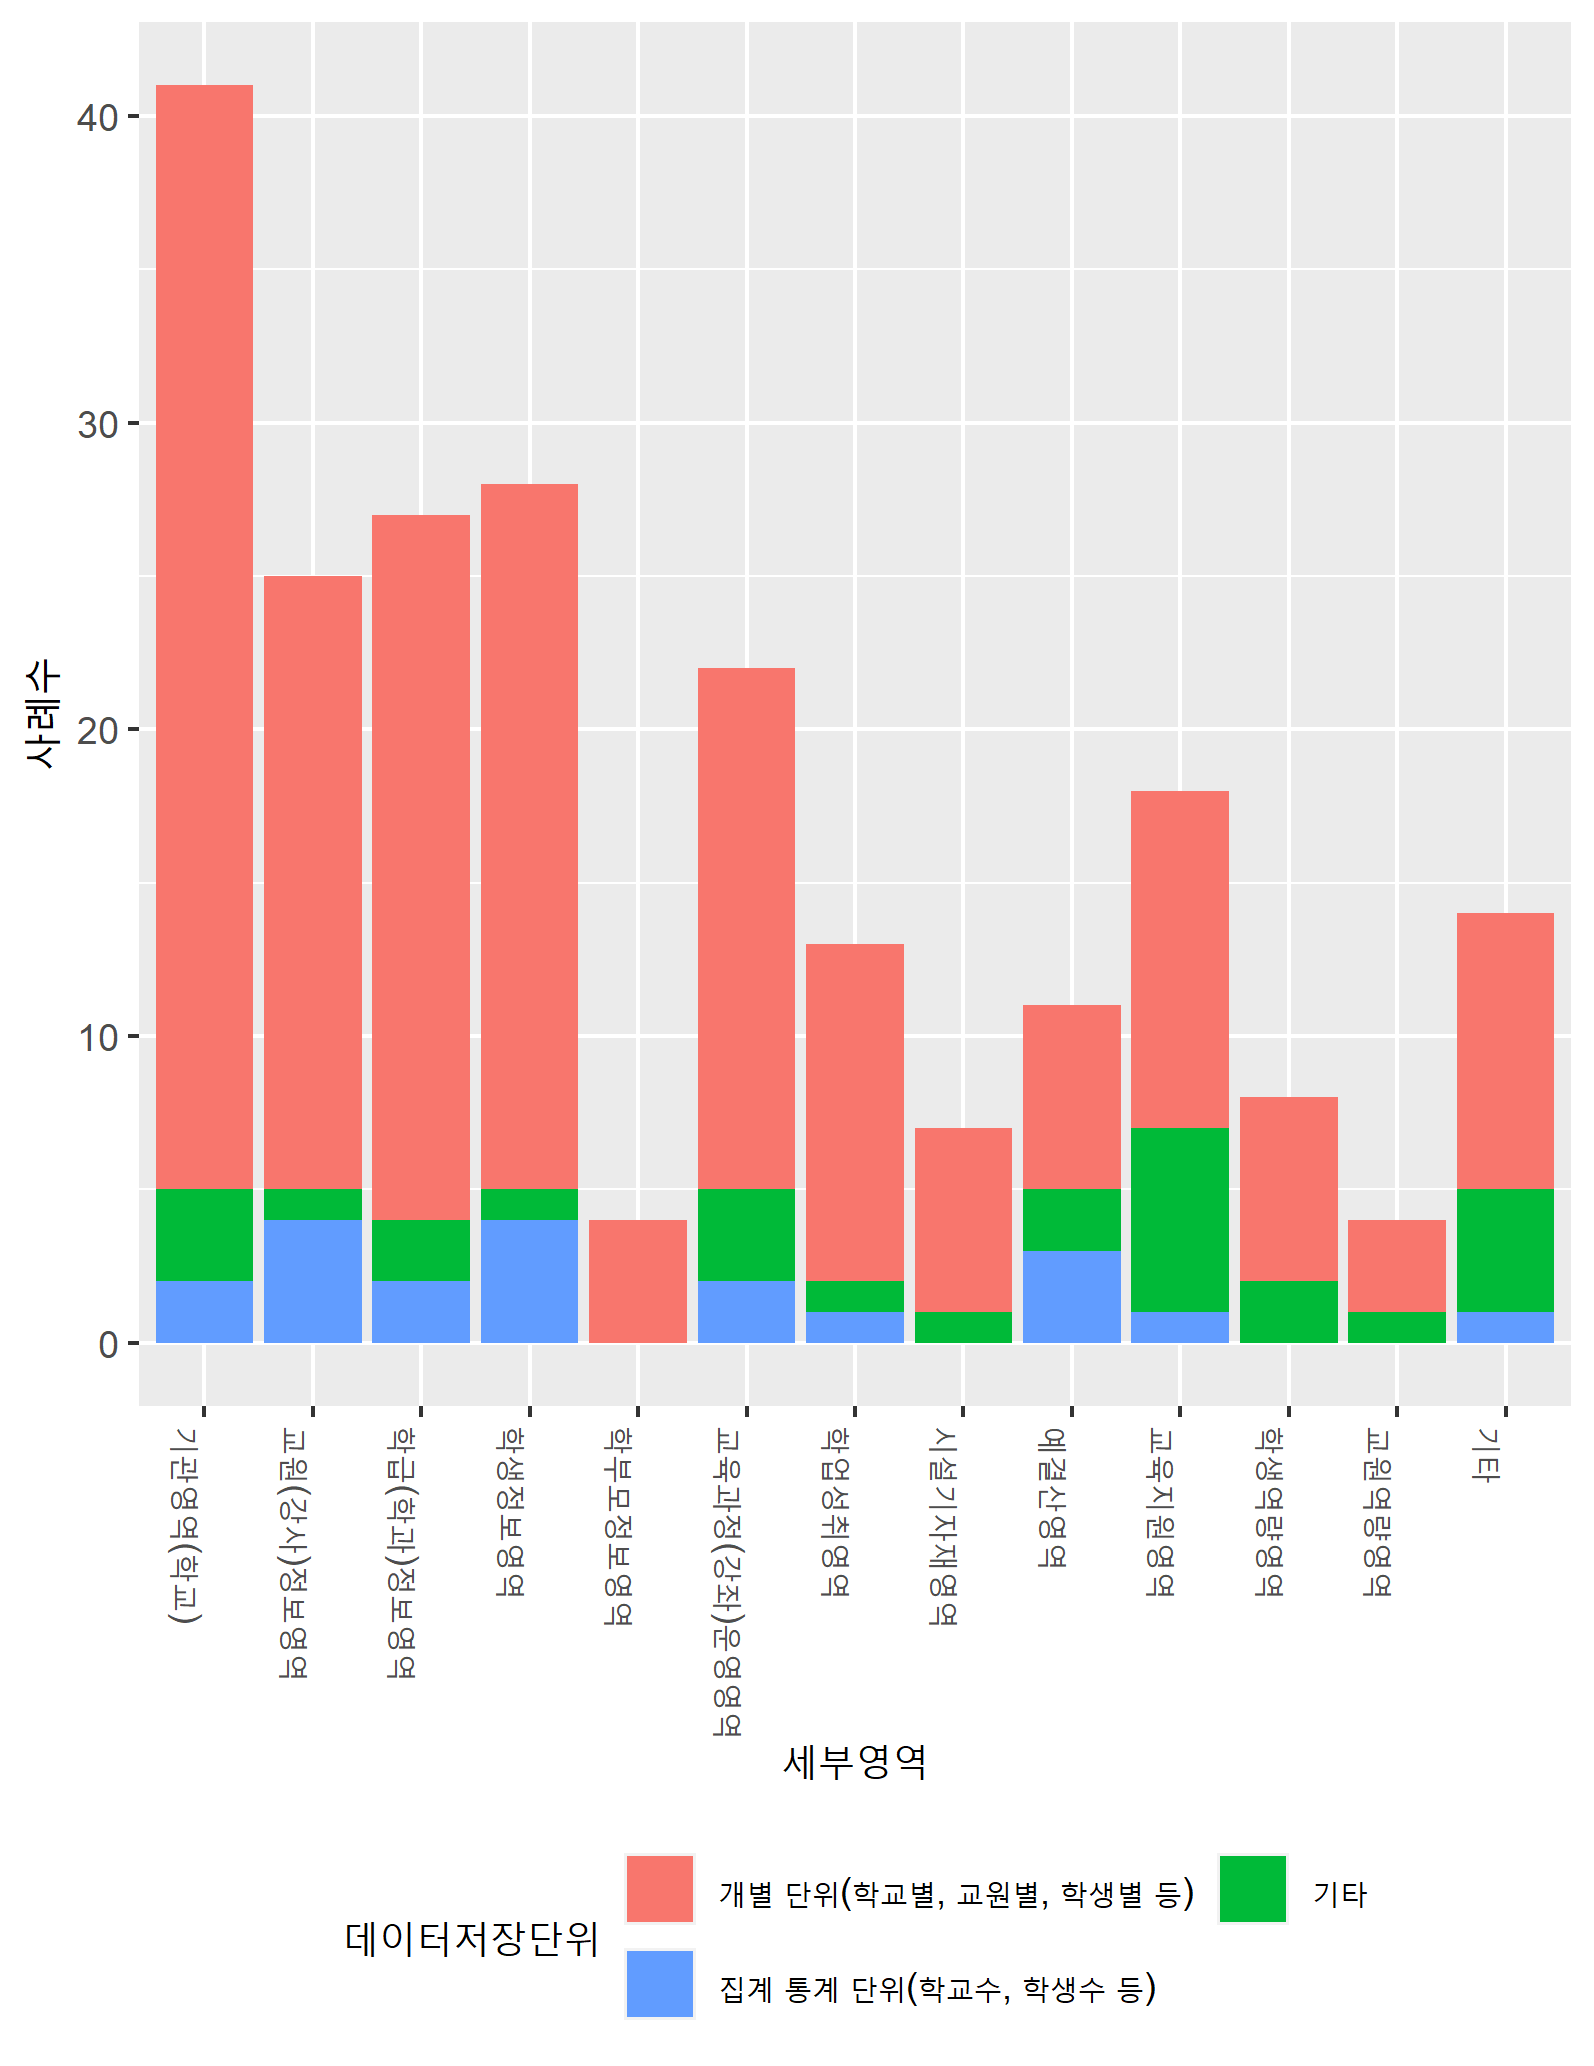 40
30
20
10
0
사례수
기관영역(학교)
교원(강사)정보영역
학급(학과)정보영역
학생정보영역
학부모정보영역
교육과정(강좌)운영영역
학업성취영역
시설기자재영역
예결산영역
교육지원영역
학생역량영역
교원역량영역
기타
세부영역
데이터저장단위
개별 단위(학교별, 교원별, 학생별 등)
기타
집계 통계 단위(학교수, 학생수 등)